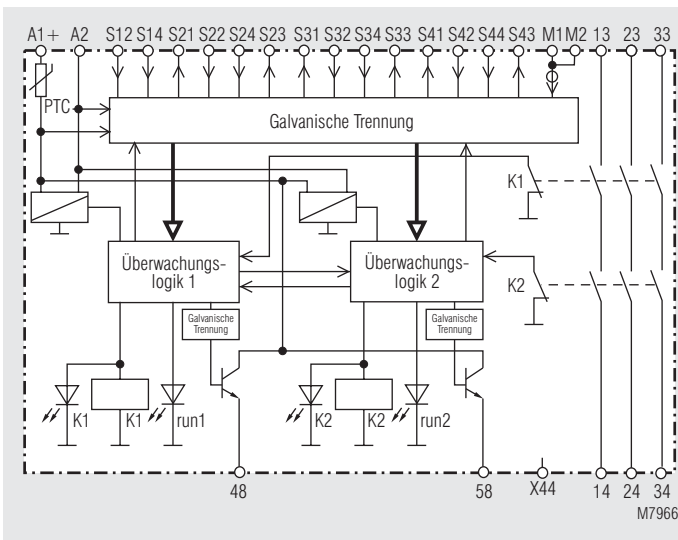 A1+ A2 S12 S14 S21 S22 S24 S23 S31 S32 S34 S33 S41 S42 S44 S43 M1 M2 13 23 33
PTC
Galvanische Trennung
K1
Überwachungs-
logik 1
Überwachungs-
logik 2
K2
Galvanische
Trennung
Galvanische
Trennung
K1 K1 run1 K2 K2 run2
48 58 X44 14 24 34
M7966